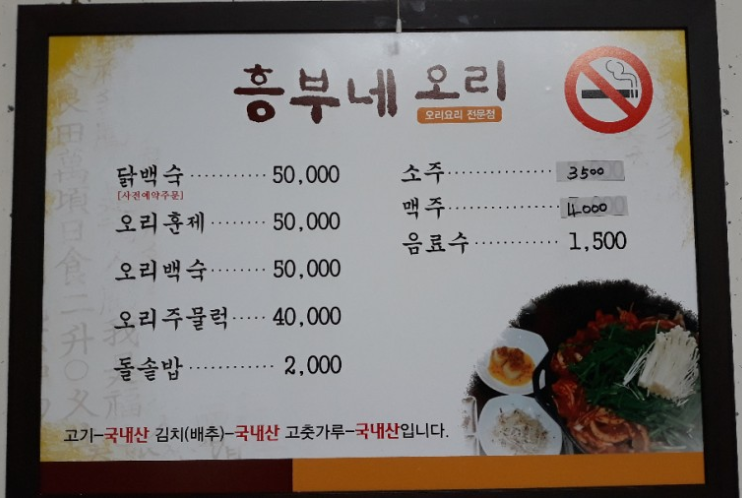 흥부네 오리
오리요리 전문점
닭백숙 ·········· 50,000
[사전예약주문]
오리훈제 ······· 50,000
오리백숙 ······· 50,000
오리주물럭 ····· 40,000
돌솥밥 ··········· 2,000
소주 ·············· 3500
맥주 ·············· 4000
음료수 ··········· 1,500
고기-국내산 김치(배추)-국내산 고춧가루-국내산입니다.